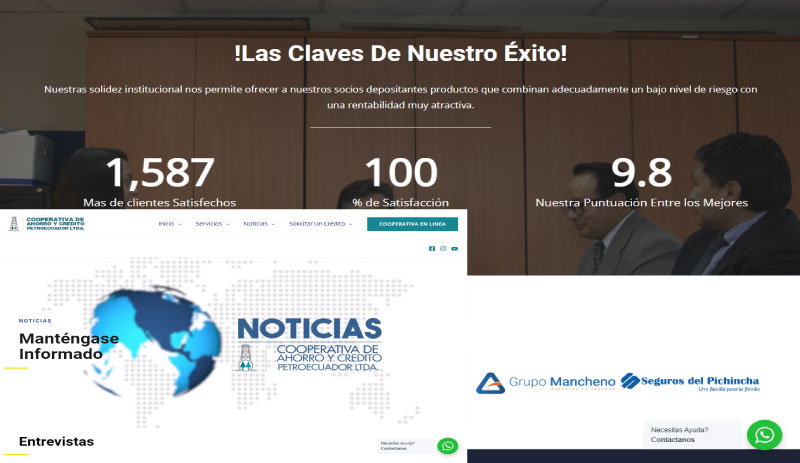 !Las Claves De Nuestro Éxito!
Nuestras solidez institucional nos permite ofrecer a nuestros socios depositantes productos que combinan adecuadamente un bajo nivel de riesgo con
una rentabilidad muy atractiva.
1,587
100
9.8
Mas de clientes Satisfechos
% de Satisfacción
Nuestra Puntuación Entre los Mejores
COOPERATIVA DE
AHORRO Y CREDITO
PETROECUADOR LTDA.
Inicio
Servicios
Noticias
Solicitar Un Crédito
COOPERATIVA EN LINEA
NOTICIAS
Manténgase
Informado
NOTICIAS
COOPERATIVA DE
AHORRO Y CREDITO
PETROECUADOR LTDA.
Entrevistas
Necesitas Ayuda?
Contactanos
Grupo Mancheno
Seguros del Pichincha
Una familia para tu familia
Necesitas Ayuda?
Contactanos